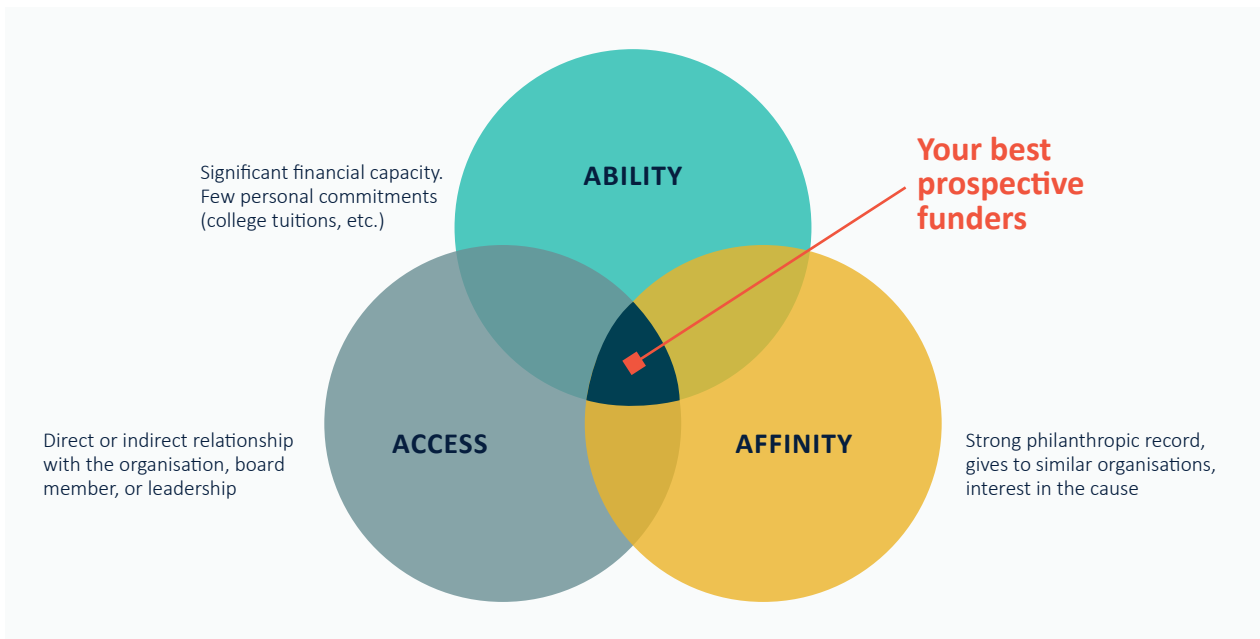 ABILITY
Significant financial capacity.
Few personal commitments
(college tuitions, etc.)
Your best
prospective
funders
ACCESS
Direct or indirect relationship
with the organisation, board
member, or leadership
AFFINITY
Strong philanthropic record,
gives to similar organisations,
interest in the cause